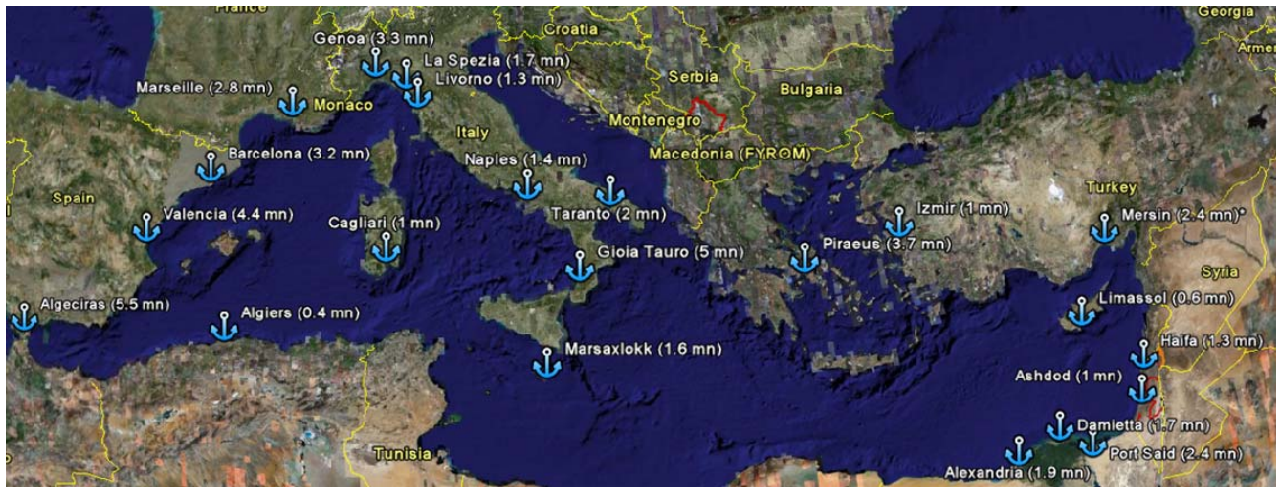 France
Croatia
Georgia
Genoa (3.3 mn)
La Spezia (1.7 mn)
Armen
Serbia
Livorno (1.3 mn)
Marseille (2.8 mn)
Monaco
Bulgaria
Montenegro
Italy
Barcelona (3.2 mn)
Naples (1.4 mn)
Macedonia (FYROM)
Spain
Turkey
Valencia (4.4 mn)
Cagliari (1 mn)
Taranto (2 mn)
Izmir (1 mn)
Mersin (2.4 mn)*
Piraeus (3.7 mn)
Gioia Tauro (5 mn)
Syria
Algeciras (5.5 mn)
Algiers (0.4 mn)
Limassol (0.6 mn)
Marsaxlokk (1.6 mn)
Haifa (1.3 mn)
Ashdod (1 mn)
Damietta (1.7 mn)
Tunisia
Port Said (2.4 mn)
Alexandria (1.9 mn)